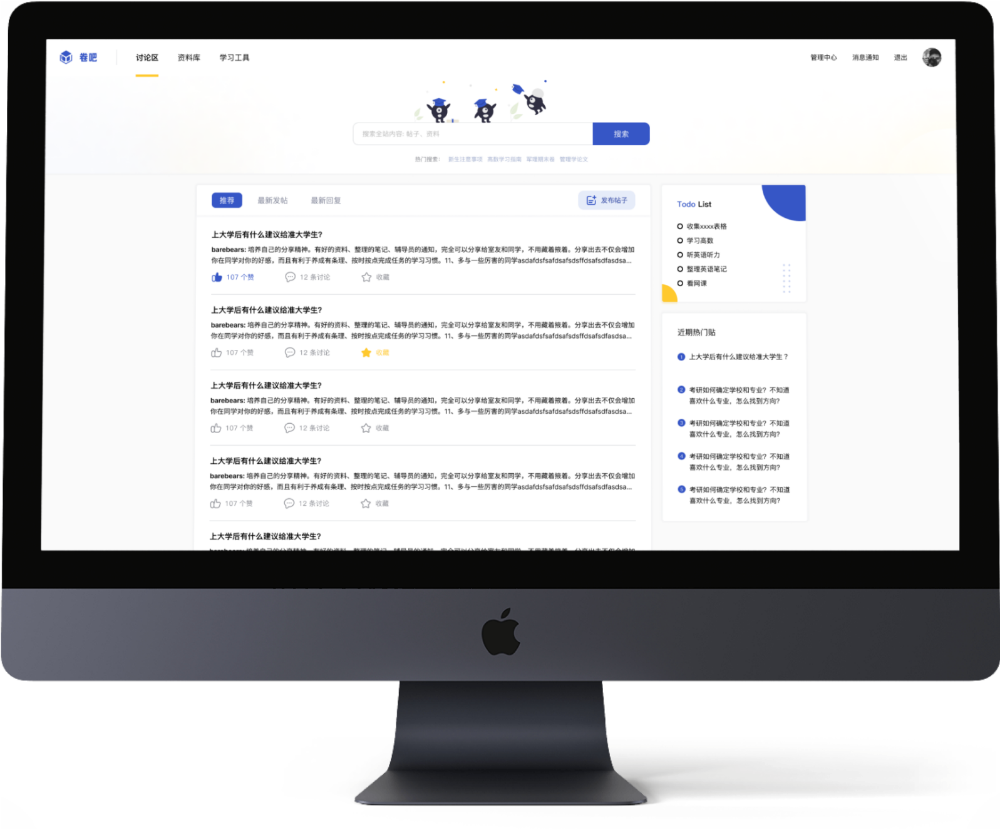 卷吧
讨论区 资料库 学习工具
管理中心 消息通知 退出
搜索全站内容: 帖子、资料
搜索
热门搜索: 新生注意事项 高数学习指南 军理期末卷 管理学论文
推荐 最新发帖 最新回复
发布帖子
上大学后有什么建议给准大学生?
barebears: 培养自己的分享精神。有好的资料、整理的笔记、辅导员的通知，完全可以分享给室友和同学，不用藏着掖着。分享出去不仅会增加
你在同学对你的好感，而且有利于养成有条理、按时按点完成任务的学习习惯。11、多与一些厉害的同学asdafdsfsafdsafsdsffdsafsdfasdsa...
107 个赞 12 条讨论 收藏
上大学后有什么建议给准大学生?
barebears: 培养自己的分享精神。有好的资料、整理的笔记、辅导员的通知，完全可以分享给室友和同学，不用藏着掖着。分享出去不仅会增加
你在同学对你的好感，而且有利于养成有条理、按时按点完成任务的学习习惯。11、多与一些厉害的同学asdafdsfsafdsafsdsffdsafsdfasdsa...
107 个赞 12 条讨论 收藏
上大学后有什么建议给准大学生?
barebears: 培养自己的分享精神。有好的资料、整理的笔记、辅导员的通知，完全可以分享给室友和同学，不用藏着掖着。分享出去不仅会增加
你在同学对你的好感，而且有利于养成有条理、按时按点完成任务的学习习惯。11、多与一些厉害的同学asdafdsfsafdsafsdsffdsafsdfasdsa...
107 个赞 12 条讨论 收藏
上大学后有什么建议给准大学生?
barebears: 培养自己的分享精神。有好的资料、整理的笔记、辅导员的通知，完全可以分享给室友和同学，不用藏着掖着。分享出去不仅会增加
你在同学对你的好感，而且有利于养成有条理、按时按点完成任务的学习习惯。11、多与一些厉害的同学asdafdsfsafdsafsdsffdsafsdfasdsa...
107 个赞 12 条讨论 收藏
上大学后有什么建议给准大学生?
Todo List
收集xxxx表格
学习高数
听英语听力
整理英语笔记
看网课
近期热门贴
1 上大学后有什么建议给准大学生？
2 考研如何确定学校和专业？不知道
喜欢什么专业，怎么找到方向?
3 考研如何确定学校和专业？不知道
喜欢什么专业，怎么找到方向?
4 考研如何确定学校和专业？不知道
喜欢什么专业，怎么找到方向?
5 考研如何确定学校和专业？不知道
喜欢什么专业，怎么找到方向?